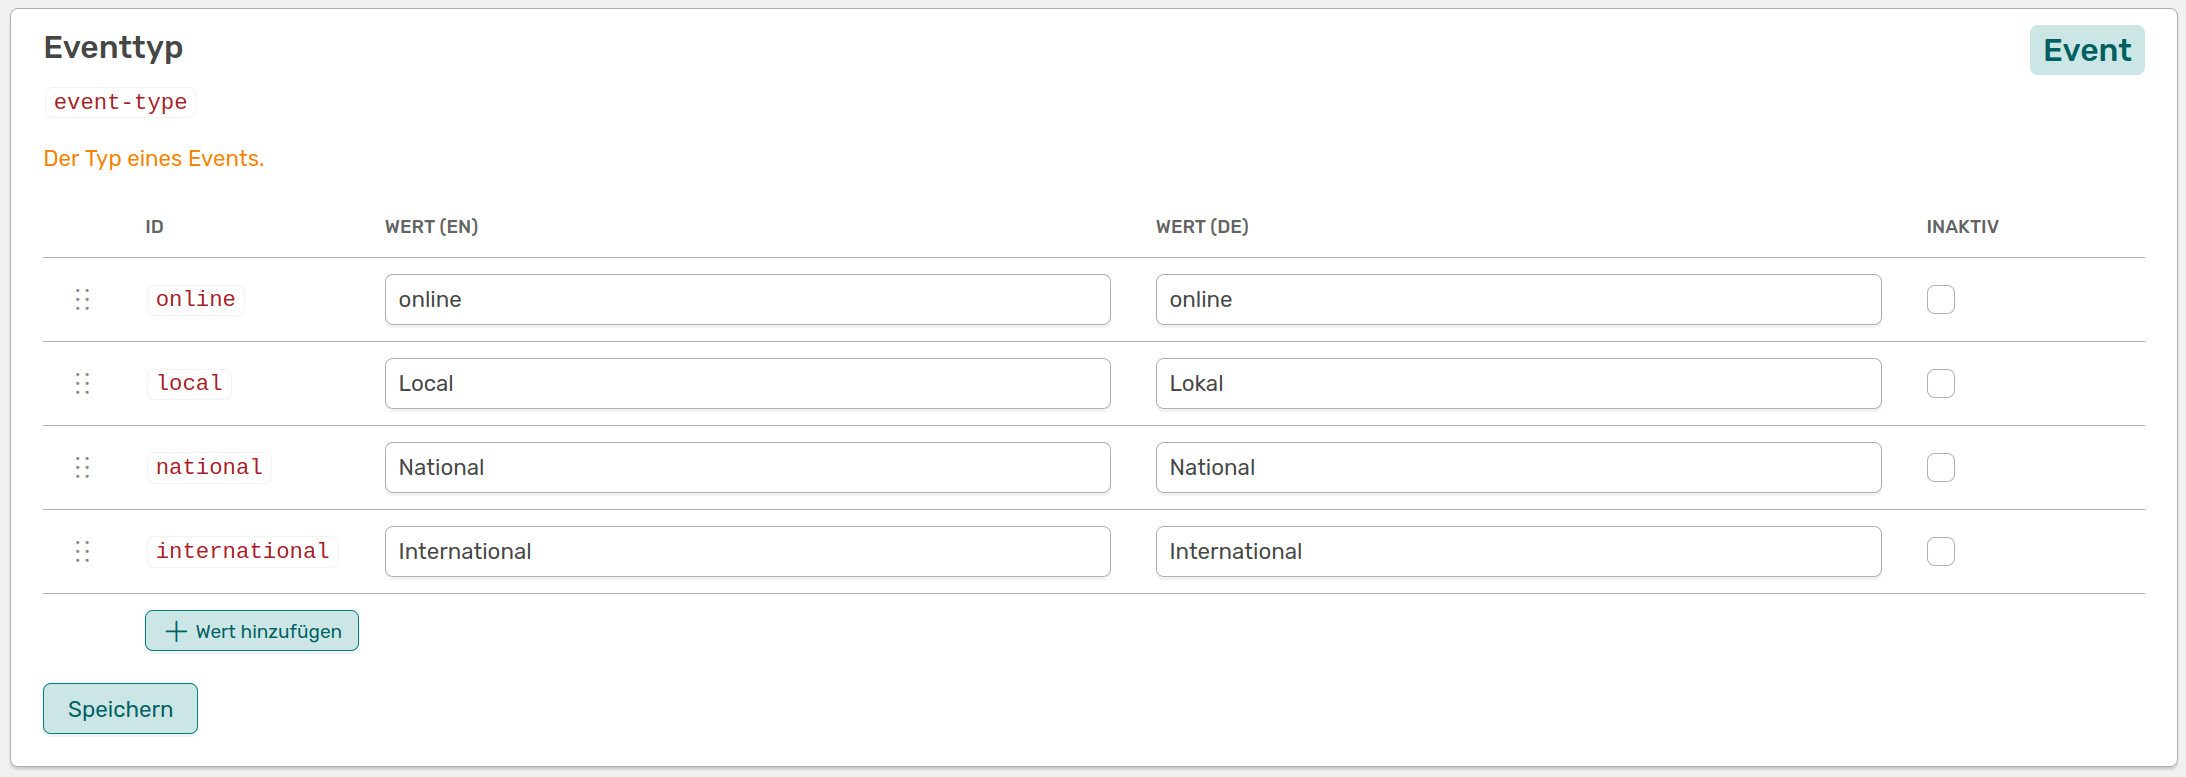 Eventtyp
Event
event-type
Der Typ eines Events.
ID WERT (EN) WERT (DE) INAKTIV
online online online
local Local Lokal
national National National
international International International
Wert hinzufügen
Speichern